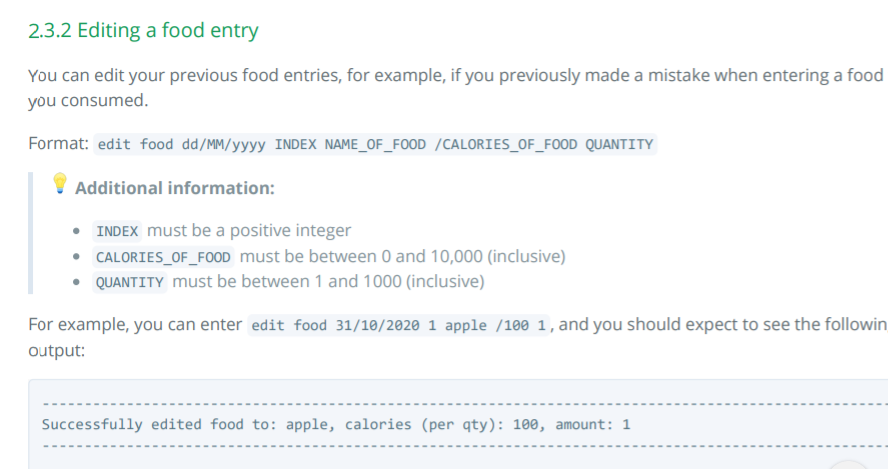 2.3.2 Editing a food entry
You can edit your previous food entries, for example, if you previously made a mistake when entering a food
you consumed.
Format: edit food dd/MM/yyyy INDEX NAME_OF_FOOD /CALORIES_OF_FOOD QUANTITY
Additional information:
• INDEX must be a positive integer
• CALORIES_OF_FOOD must be between 0 and 10,000 (inclusive)
• QUANTITY must be between 1 and 1000 (inclusive)
For example, you can enter edit food 31/10/2020 1 apple /100 1 , and you should expect to see the followin
output:
Successfully edited food to: apple, calories (per qty): 100, amount: 1